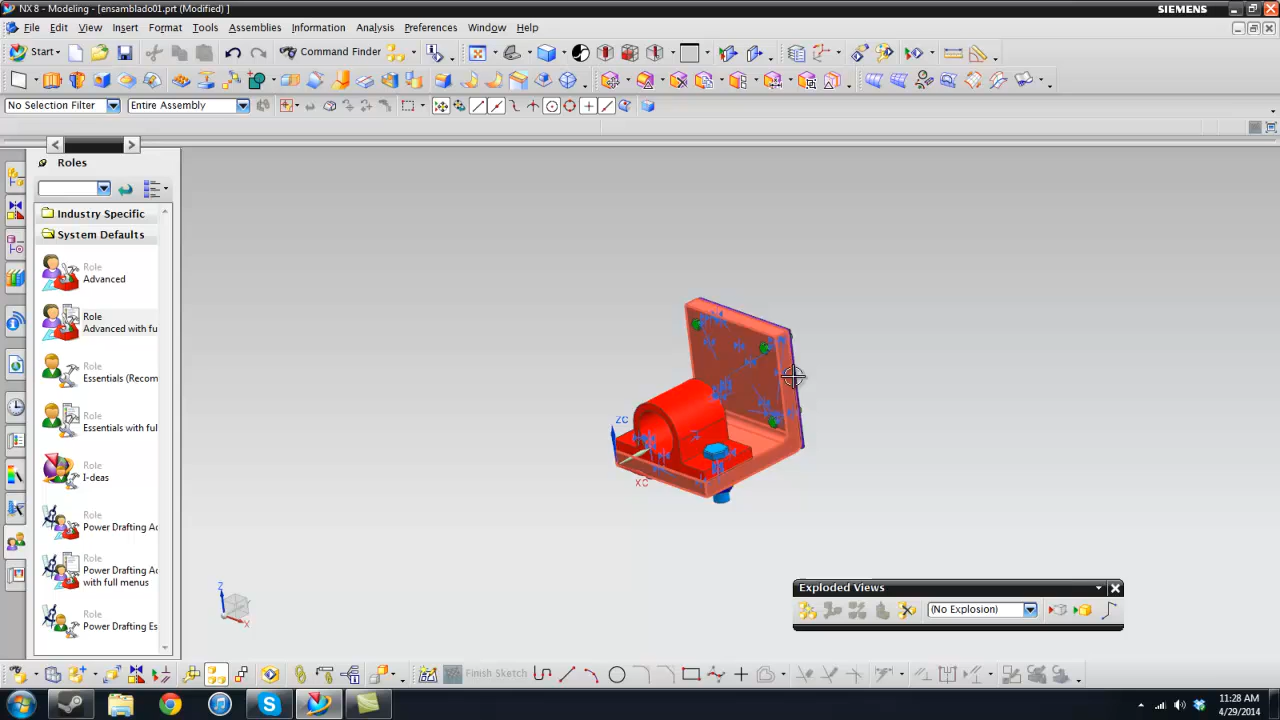 NX 8 - Modeling - [ensamblado01.prt (Modified) ]
SIEMENS
File Edit View Insert Format Tools Assemblies Information Analysis Preferences Window Help
Start Command Finder
No Selection Filter Entire Assembly
Roles
Industry Specific
System Defaults
Role
Advanced
Role
Advanced with fu
Role
Essentials (Recom
Role
Essentials with full
Role
I-deas
Role
Power Drafting Ac
Role
Power Drafting Ac
with full menus
Role
Power Drafting Es
ZC
XC
Z
X
Exploded Views
(No Explosion)
Finish Sketch
11:28 AM
4/29/2014